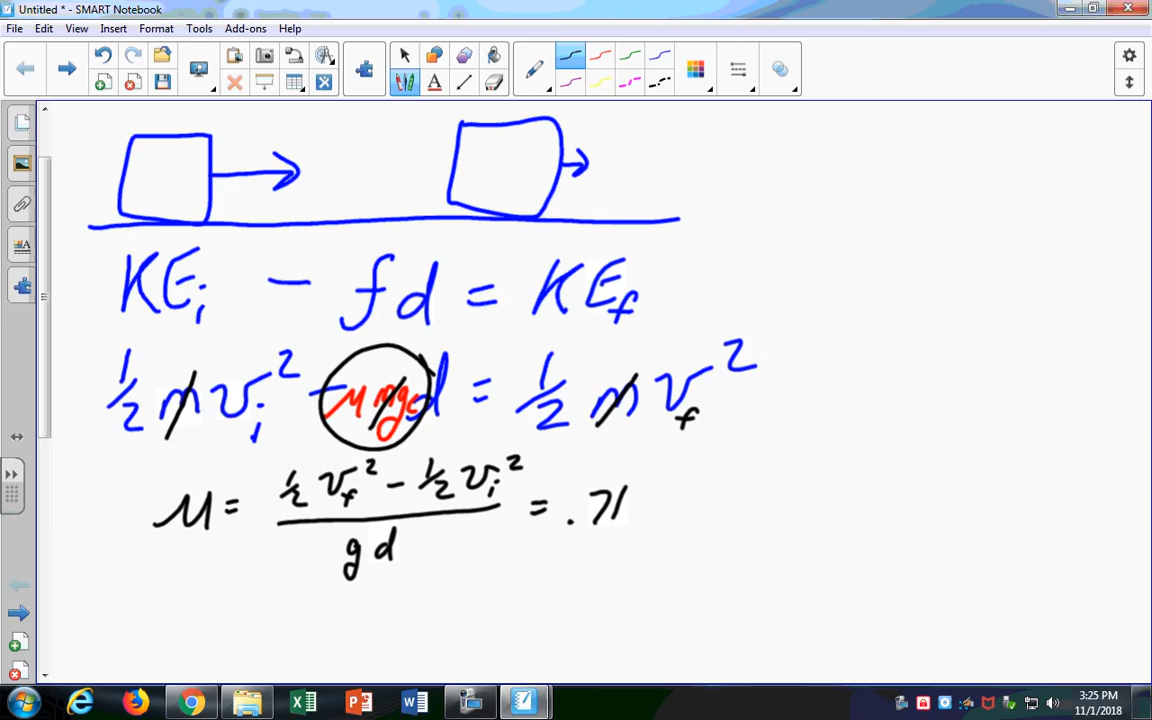 Untitled * - SMART Notebook
File Edit View Insert Format Tools Add-ons Help
KEi - fd = KEf
½ m vi² - μmg d = ½ m vf²
μ = (½ vf² - ½ vi²) / gd = .71
3:25 PM
11/1/2018